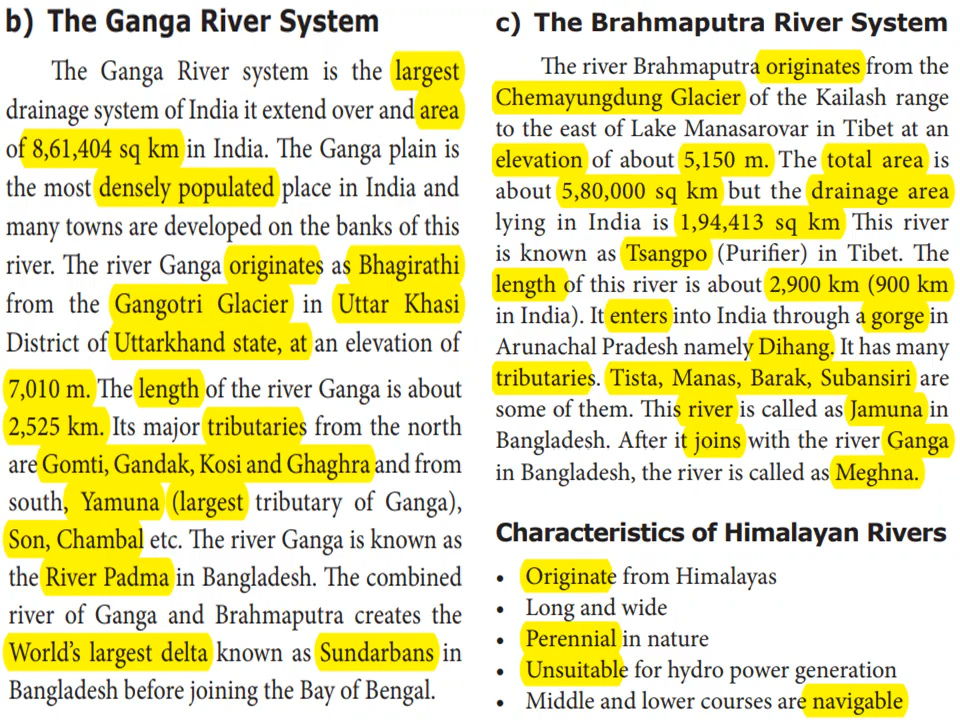 b) The Ganga River System
The Ganga River system is the largest
drainage system of India it extend over and area
of 8,61,404 sq km in India. The Ganga plain is
the most densely populated place in India and
many towns are developed on the banks of this
river. The river Ganga originates as Bhagirathi
from the Gangotri Glacier in Uttar Khasi
District of Uttarkhand state, at an elevation of
7,010 m. The length of the river Ganga is about
2,525 km. Its major tributaries from the north
are Gomti, Gandak, Kosi and Ghaghra and from
south, Yamuna (largest tributary of Ganga),
Son, Chambal etc. The river Ganga is known as
the River Padma in Bangladesh. The combined
river of Ganga and Brahmaputra creates the
World's largest delta known as Sundarbans in
Bangladesh before joining the Bay of Bengal.
c) The Brahmaputra River System
The river Brahmaputra originates from the
Chemayungdung Glacier of the Kailash range
to the east of Lake Manasarovar in Tibet at an
elevation of about 5,150 m. The total area is
about 5,80,000 sq km but the drainage area
lying in India is 1,94,413 sq km This river
is known as Tsangpo (Purifier) in Tibet. The
length of this river is about 2,900 km (900 km
in India). It enters into India through a gorge in
Arunachal Pradesh namely Dihang. It has many
tributaries. Tista, Manas, Barak, Subansiri are
some of them. This river is called as Jamuna in
Bangladesh. After it joins with the river Ganga
in Bangladesh, the river is called as Meghna.
Characteristics of Himalayan Rivers
• Originate from Himalayas
• Long and wide
• Perennial in nature
• Unsuitable for hydro power generation
• Middle and lower courses are navigable